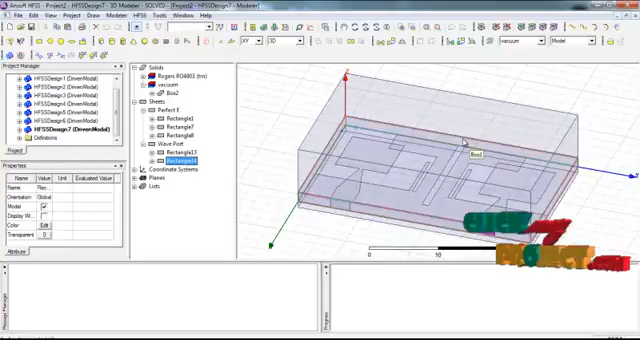 Ansoft HFSS - Project2 - HFSSDesign7 - 3D Modeler - SOLVED - [Project2 - HFSSDesign7 - Modeler]
File Edit View Project Draw Modeler HFSS Tools Window Help
XY 3D vacuum Model
Project Manager
HFSSDesign1 (DrivenModal)
HFSSDesign3 (DrivenModal)
HFSSDesign4 (DrivenModal)
HFSSDesign5 (DrivenModal)
HFSSDesign6 (DrivenModal)
HFSSDesign7 (DrivenModal)
Definitions
Project
Properties
Name Value Unit Evaluated Value
Name Rec...
Orientation Global
Model
Display W...
Color Edit
Transparent 0
Attribute
Solids
Rogers RO4003 (tm)
vacuum
Box2
Sheets
Perfect E
Rectangle1
Rectangle7
Rectangle8
Wave Port
Rectangle13
Rectangle14
Coordinate Systems
Planes
Lists
Box1
0 10
Message Manager
Progress